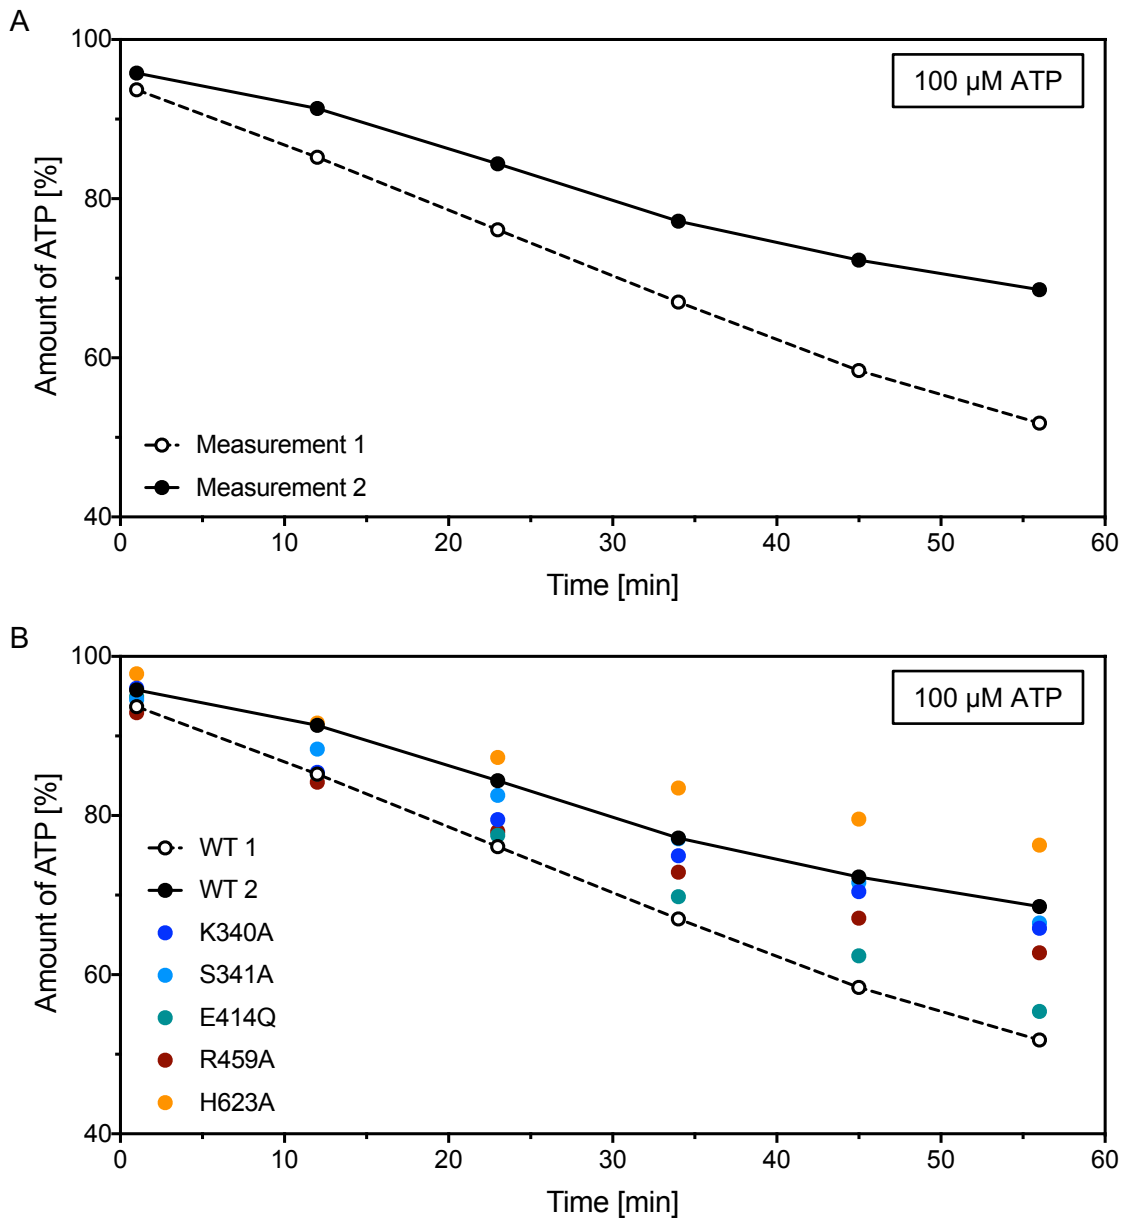 A
100
80
60
40
Amount of ATP [%]
100 µM ATP
Measurement 1
Measurement 2
0 10 20 30 40 50 60
Time [min]
B
100
80
60
40
Amount of ATP [%]
100 µM ATP
WT 1
WT 2
K340A
S341A
E414Q
R459A
H623A
0 10 20 30 40 50 60
Time [min]